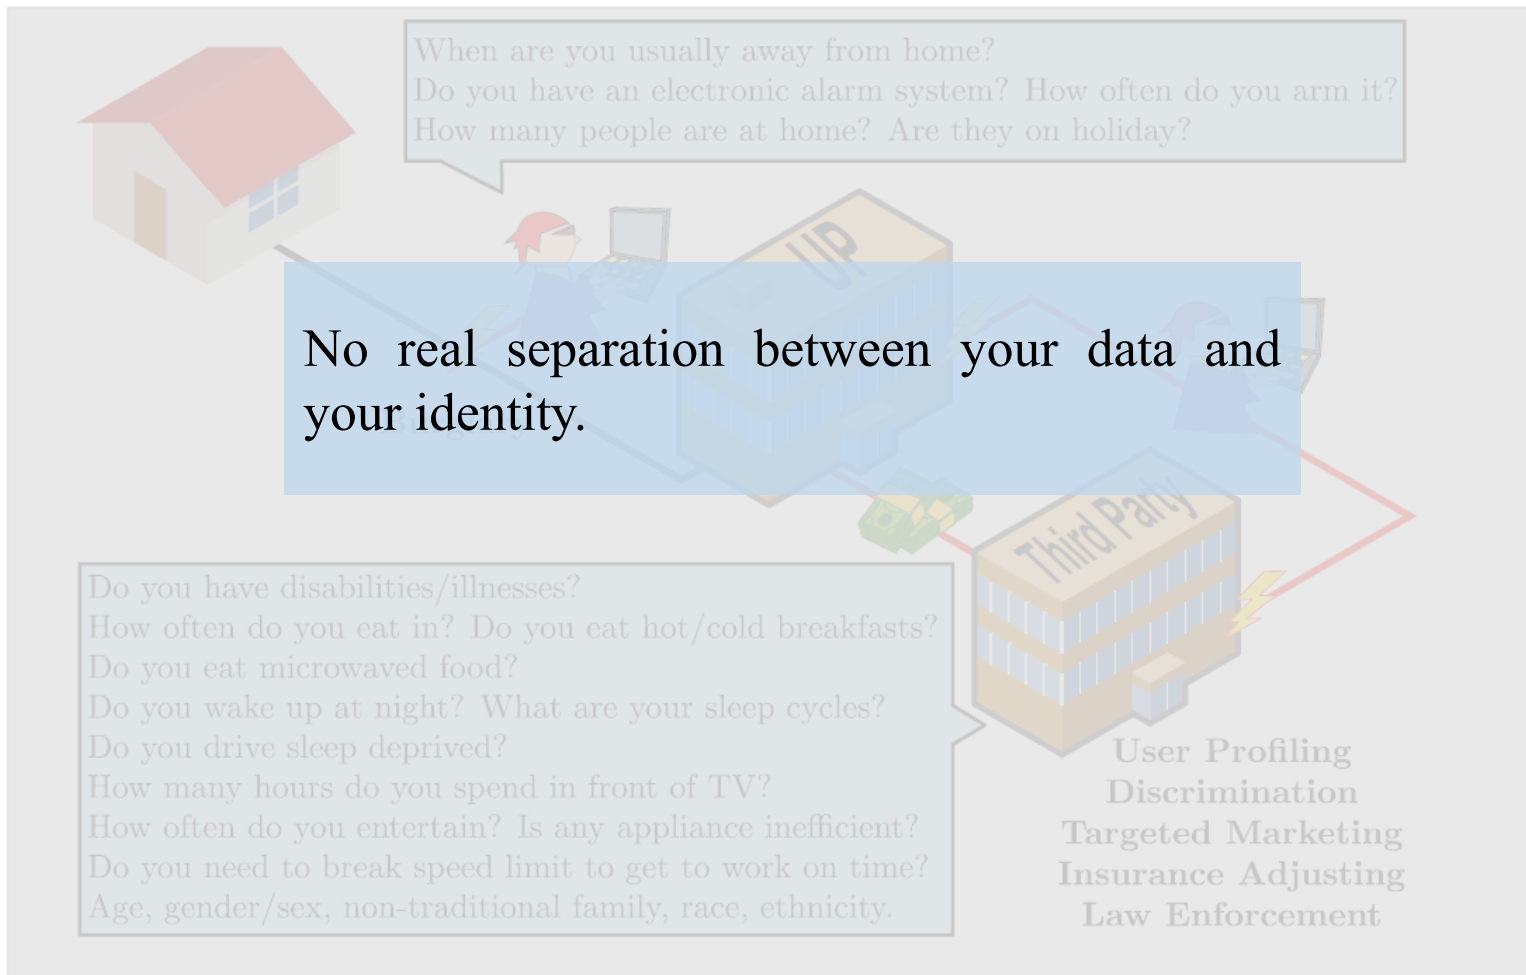 When are you usually away from home?
Do you have an electronic alarm system? How often do you arm it?
How many people are at home? Are they on holiday?
UP
No real separation between your data and
your identity.
Third Party
Do you have disabilities/illnesses?
How often do you eat in? Do you eat hot/cold breakfasts?
Do you eat microwaved food?
Do you wake up at night? What are your sleep cycles?
Do you drive sleep deprived?
How many hours do you spend in front of TV?
How often do you entertain? Is any appliance inefficient?
Do you need to break speed limit to get to work on time?
Age, gender/sex, non-traditional family, race, ethnicity.
User Profiling
Discrimination
Targeted Marketing
Insurance Adjusting
Law Enforcement